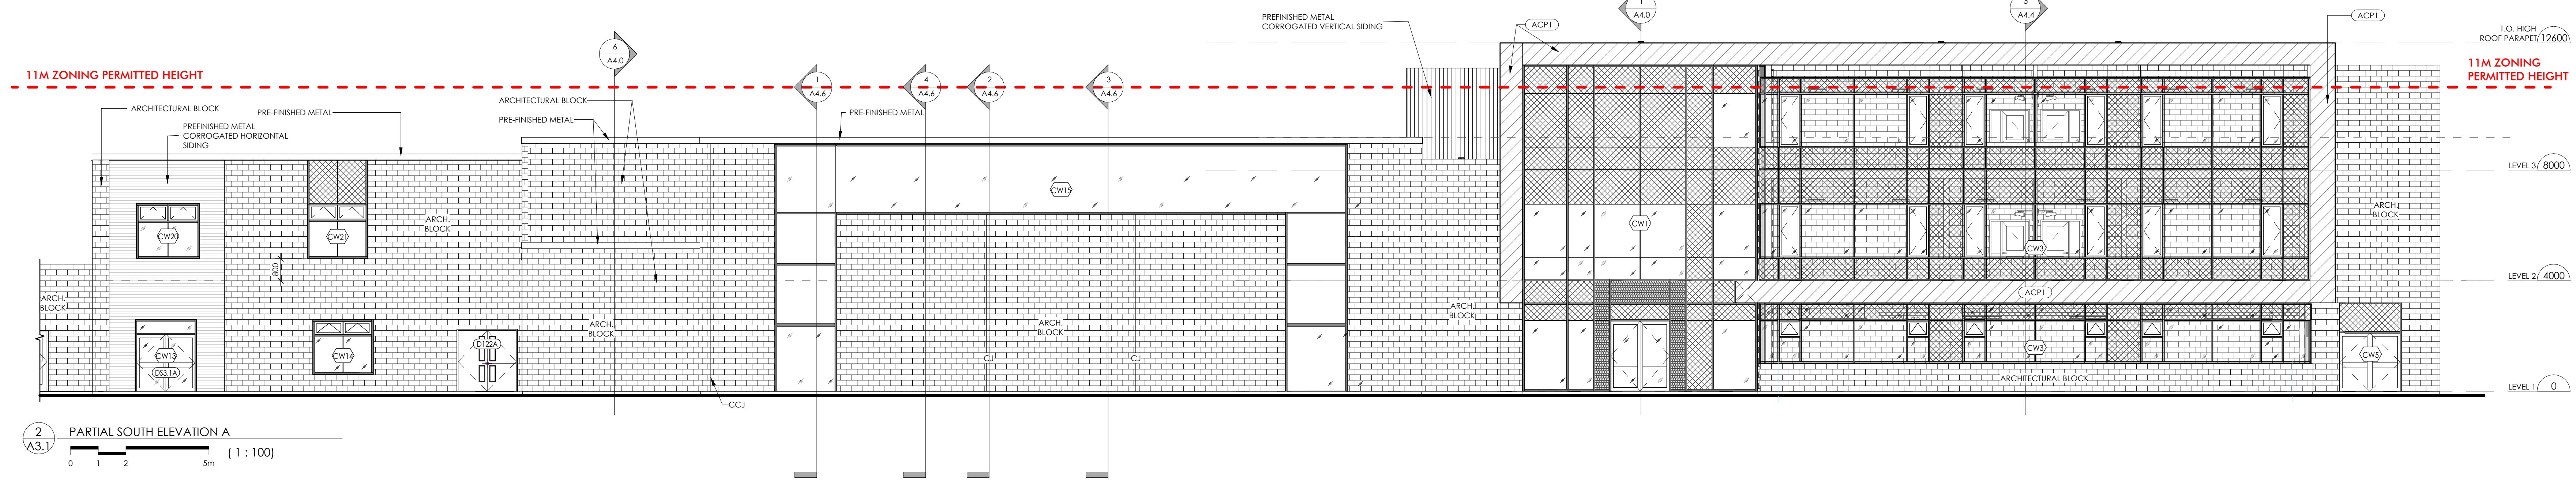 1
A4.0
3
A4.4
PREFINISHED METAL
CORROGATED VERTICAL SIDING
ACP1
ACP1
T.O. HIGH
ROOF PARAPET
12600
6
A4.0
11M ZONING PERMITTED HEIGHT
11M ZONING
PERMITTED HEIGHT
1
A4.6
4
A4.6
2
A4.6
3
A4.6
ARCHITECTURAL BLOCK
PRE-FINISHED METAL
ARCHITECTURAL BLOCK
PRE-FINISHED METAL
PRE-FINISHED METAL
PREFINISHED METAL
CORROGATED HORIZONTAL
SIDING
LEVEL 3
8000
CW15
CW20
CW21
ARCH.
BLOCK
CW1
ARCH.
BLOCK
CW3
800
LEVEL 2
4000
ARCH.
BLOCK
ACP1
ARCH.
BLOCK
ARCH.
BLOCK
ARCH.
BLOCK
CW13
DS3.1A
CW14
D122A
CJ
CJ
CW3
CW5
ARCHITECTURAL BLOCK
LEVEL 1
0
CCJ
2
A3.1
PARTIAL SOUTH ELEVATION A
( 1 : 100)
0
1
2
5m